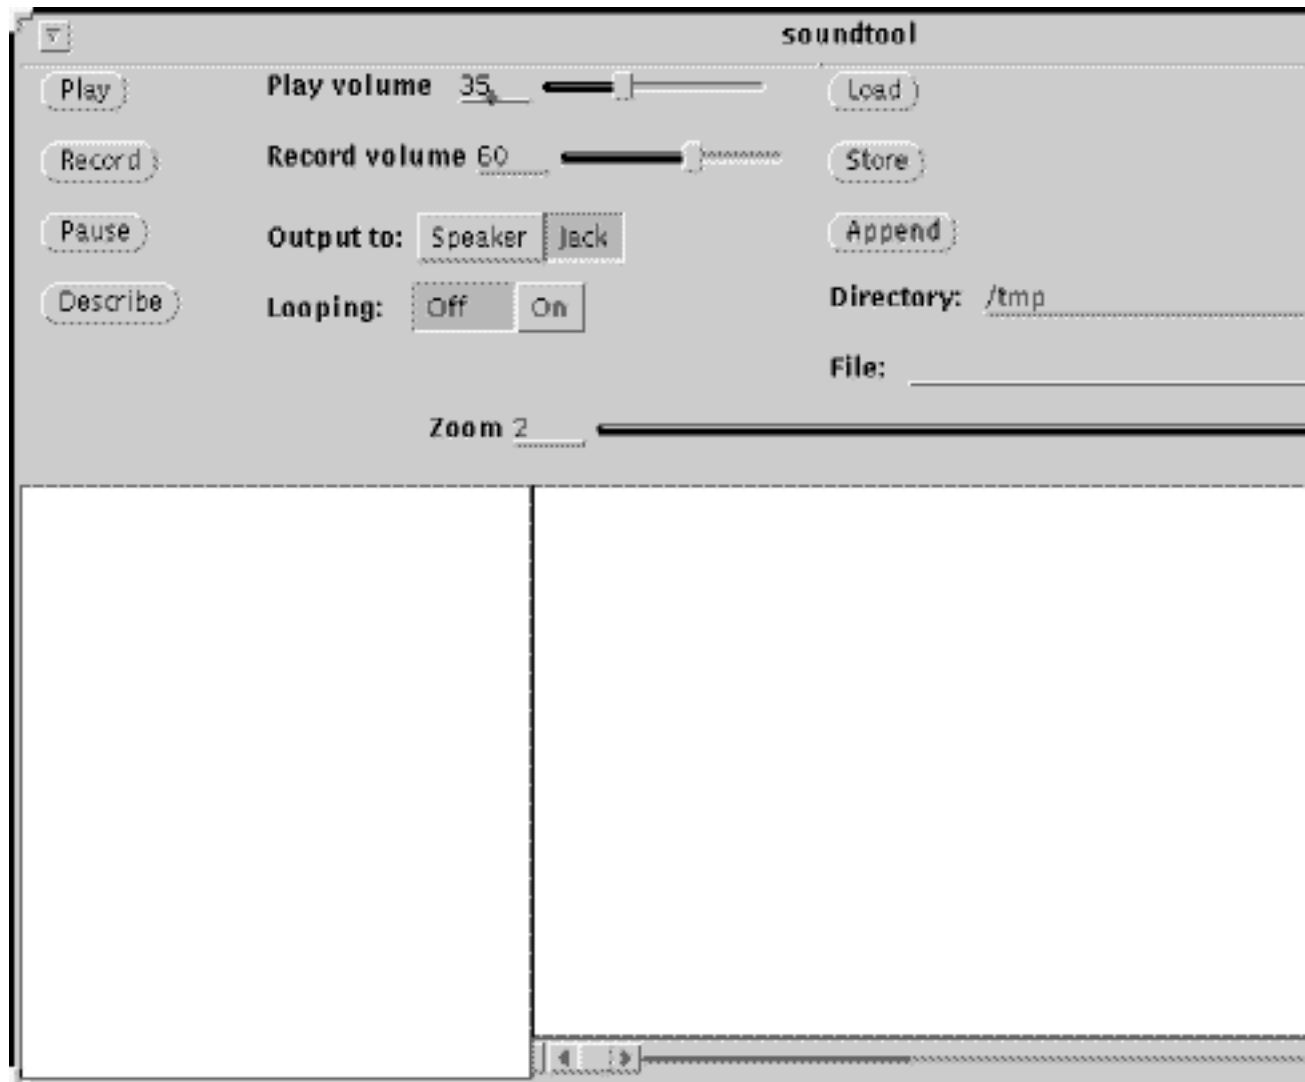 soundtool
Play Play volume 35 Load
Record Record volume 60 Store
Pause Output to: Speaker Jack Append
Describe Looping: Off On Directory: /tmp
File:
Zoom 2